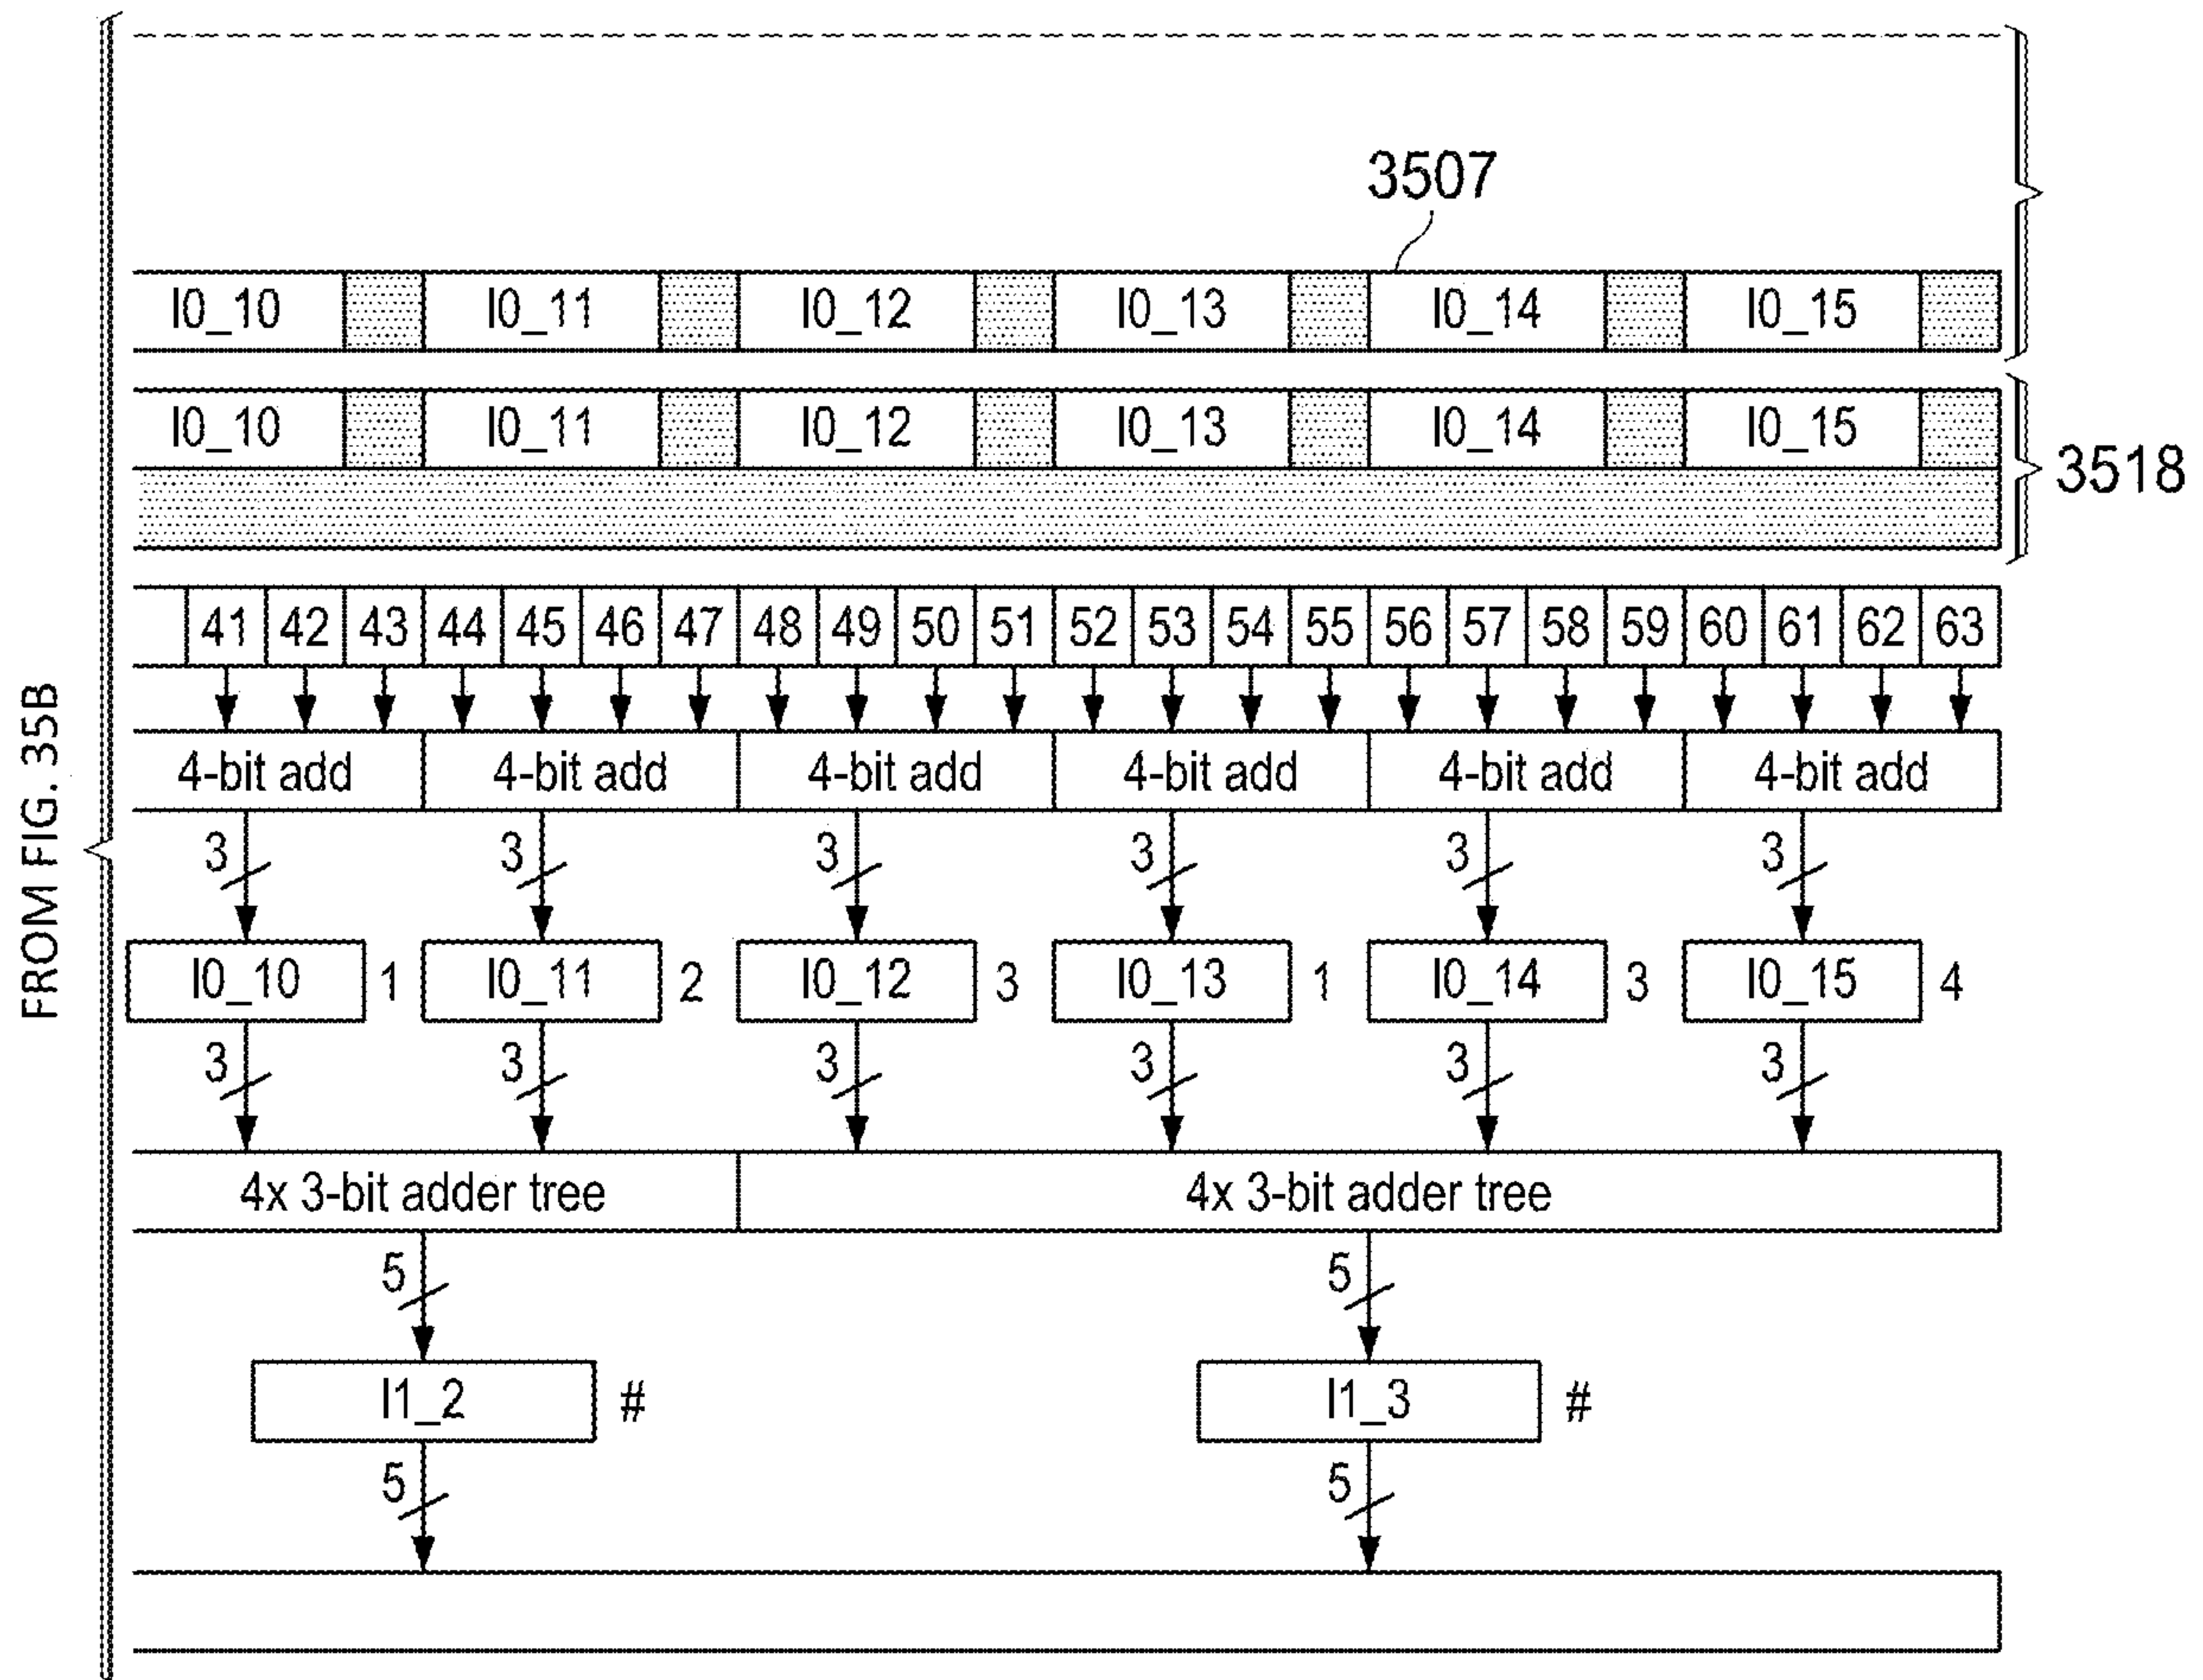 3507
I0_10 I0_11 I0_12 I0_13 I0_14 I0_15
I0_10 I0_11 I0_12 I0_13 I0_14 I0_15
3518
41 42 43 44 45 46 47 48 49 50 51 52 53 54 55 56 57 58 59 60 61 62 63
4-bit add 4-bit add 4-bit add 4-bit add 4-bit add 4-bit add
3 3 3 3 3 3
I0_10 1 I0_11 2 I0_12 3 I0_13 1 I0_14 3 I0_15 4
3 3 3 3 3 3
4x 3-bit adder tree 4x 3-bit adder tree
5 5
I1_2 # I1_3 #
5 5
FROM FIG. 35B